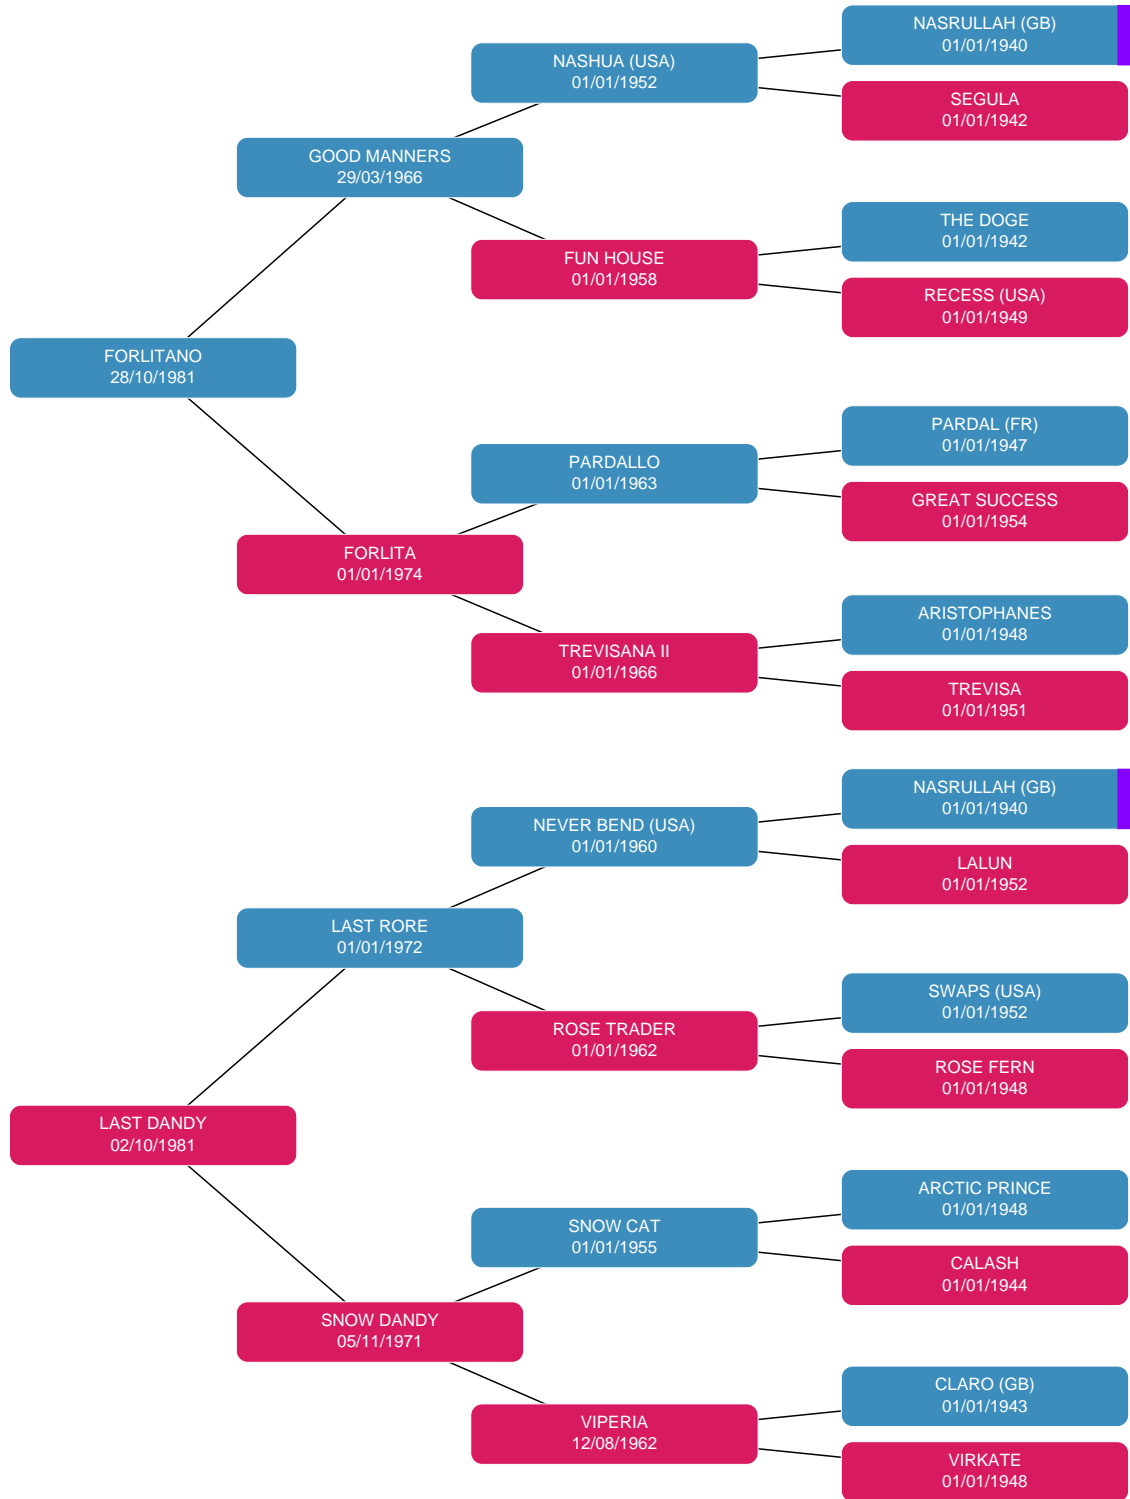 NASRULLAH (GB)
01/01/1940
NASHUA (USA)
01/01/1952
SEGULA
01/01/1942
GOOD MANNERS
29/03/1966
THE DOGE
01/01/1942
FUN HOUSE
01/01/1958
RECESS (USA)
01/01/1949
FORLITANO
28/10/1981
PARDAL (FR)
01/01/1947
PARDALLO
01/01/1963
GREAT SUCCESS
01/01/1954
FORLITA
01/01/1974
ARISTOPHANES
01/01/1948
TREVISANA II
01/01/1966
TREVISA
01/01/1951
NASRULLAH (GB)
01/01/1940
NEVER BEND (USA)
01/01/1960
LALUN
01/01/1952
LAST RORE
01/01/1972
SWAPS (USA)
01/01/1952
ROSE TRADER
01/01/1962
ROSE FERN
01/01/1948
LAST DANDY
02/10/1981
ARCTIC PRINCE
01/01/1948
SNOW CAT
01/01/1955
CALASH
01/01/1944
SNOW DANDY
05/11/1971
CLARO (GB)
01/01/1943
VIPERIA
12/08/1962
VIRKATE
01/01/1948